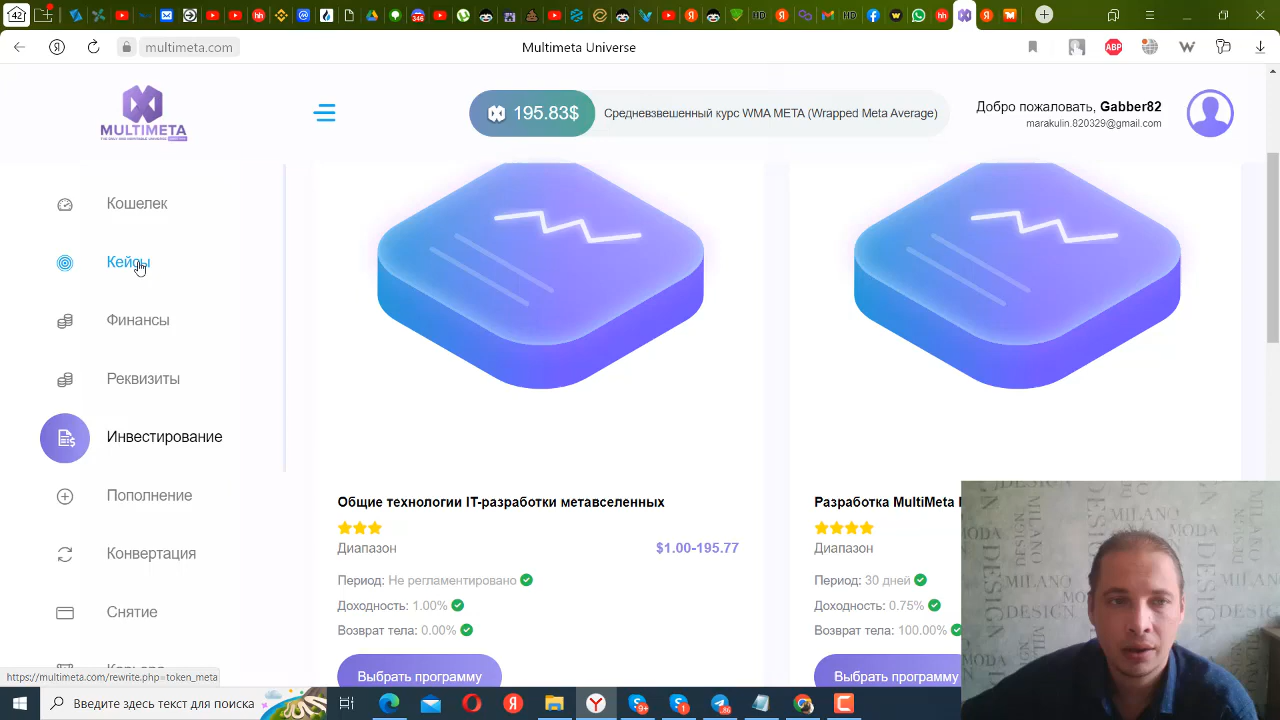 42
346
multimeta.com
Multimeta Universe
MULTIMETA
195.83$
Средневзвешенный курс WMA META (Wrapped Meta Average)
Добро пожаловать, Gabber82
marakulin.820329@gmail.com
Кошелек
Кейсы
Финансы
Реквизиты
Инвестирование
Пополнение
Конвертация
Снятие
Карьера
Общие технологии IT-разработки метавселенных
Диапазон
$1.00-195.77
Период: Не регламентировано
Доходность: 1.00%
Возврат тела: 0.00%
Выбрать программу
Разработка MultiMeta
Диапазон
Период: 30 дней
Доходность: 0.75%
Возврат тела: 100.00%
Выбрать программу
MILANO
MODA
DESIGN
https://multimeta.com/rewrite.php=token_meta
Введите здесь текст для поиска